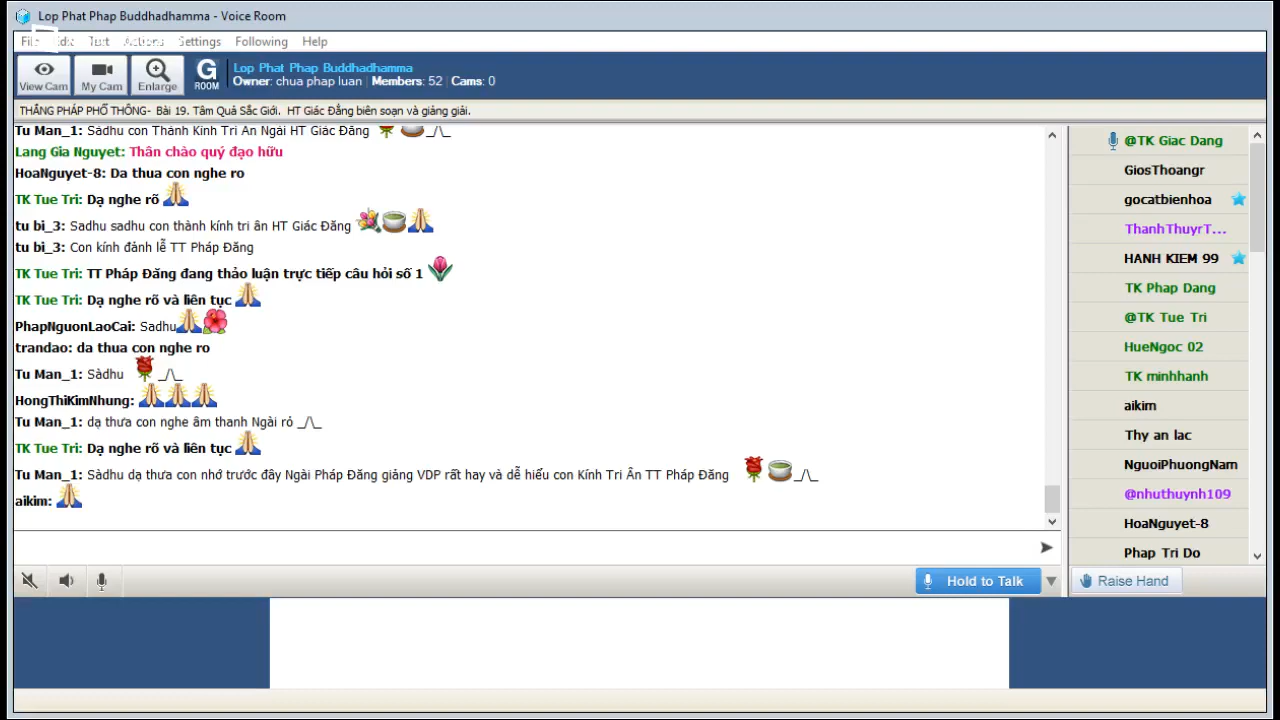 Lop Phat Phap Buddhadhamma - Voice Room
Text Actions Settings Following Help
View Cam My Cam Enlarge G ROOM
Lop Phat Phap Buddhadhamma
Owner: chua phap luan Members: 52 Cams: 0
THẮNG PHÁP PHỔ THÔNG- Bài 19. Tâm Quả Sắc Giới. HT Giác Đẳng biên soạn và giảng giải.
Tu Man_1: Sàdhu con Thành Kính Tri Ân Ngài HT Giác Đẳng _/\_
Lang Gia Nguyet: Thân chào quý đạo hữu
HoaNguyet-8: Da thua con nghe ro
TK Tue Tri: Dạ nghe rõ
tu bi_3: Sadhu sadhu con thành kính tri ân HT Giác Đẳng
tu bi_3: Con kính đảnh lễ TT Pháp Đăng
TK Tue Tri: TT Pháp Đăng đang thảo luận trực tiếp câu hỏi số 1
TK Tue Tri: Dạ nghe rõ và liên tục
PhapNguonLaoCai: Sadhu
trandao: da thua con nghe ro
Tu Man_1: Sàdhu _/\_
HongThiKimNhung:
Tu Man_1: dạ thưa con nghe âm thanh Ngài rỏ _/\_
TK Tue Tri: Dạ nghe rõ và liên tục
Tu Man_1: Sàdhu dạ thưa con nhớ trước đây Ngài Pháp Đăng giảng VDP rất hay và dễ hiểu con Kính Tri Ân TT Pháp Đăng _/\_
aikim:
@TK Giac Dang
GiosThoangr
gocatbienhoa
ThanhThuyrT...
HANH KIEM 99
TK Phap Dang
@TK Tue Tri
HueNgoc 02
TK minhhanh
aikim
Thy an lac
NguoiPhuongNam
@nhuthuynh109
HoaNguyet-8
Phap Tri Do
Hold to Talk
Raise Hand